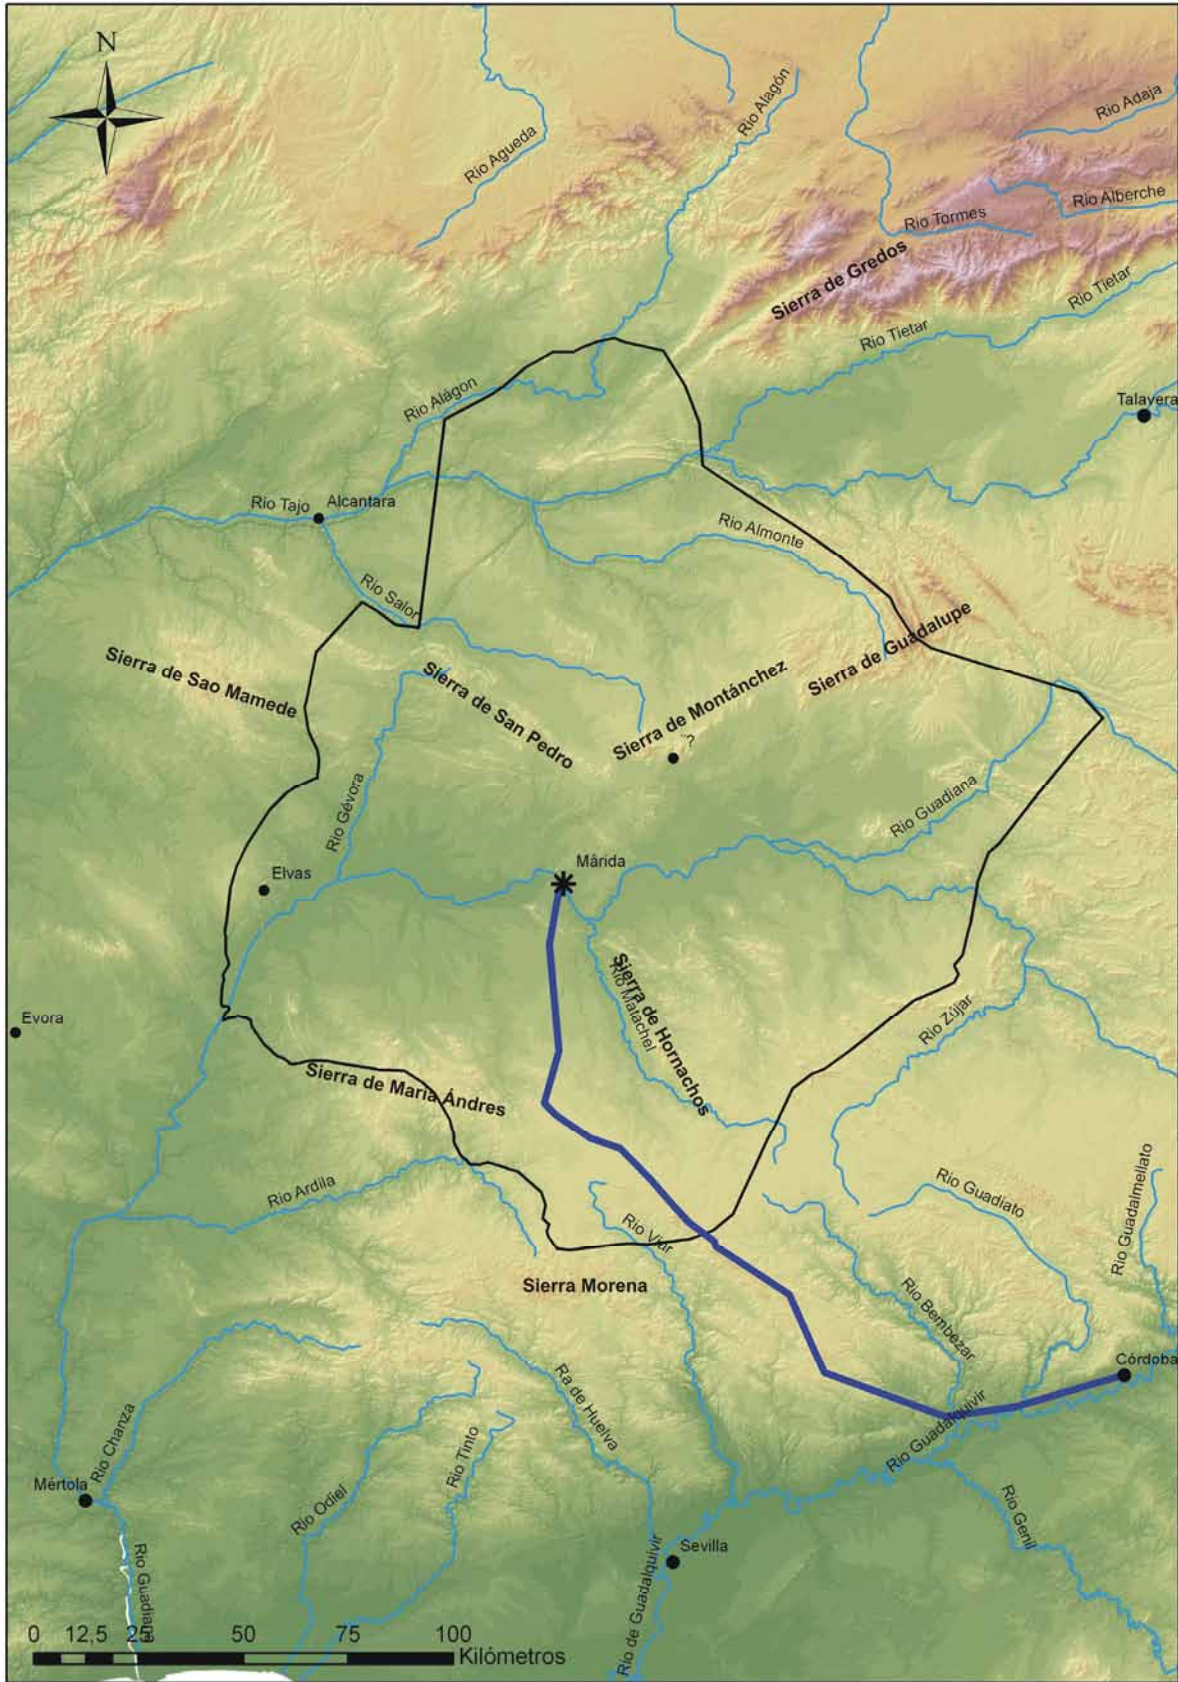 N
Rio Alagón
Rio Adaja
Rio Agueda
Rio Alberche
Rio Tormes
Sierra de Gredos
Rio Tietar
Rio Tietar
Rio Alágon
Talavera
Rio Tajo
Alcantara
Rio Almonte
Rio Salor
Sierra de Guadalupe
Sierra de Sao Mamede
Sierra de San Pedro
Sierra de Montánchez
?
Rio Gévora
Rio Guadiana
Mârida
Elvas
Sierra de Hornachos
Rio Matachel
Evora
Rio Zújar
Sierra de Maria Ándres
Rio Guadalmellato
Rio Ardila
Rio Guadiato
Rio Viar
Sierra Morena
Rio Bembezar
Córdoba
Ra de Huelva
Rio Guadalquivir
Rio Chanza
Rio Tinto
Mértola
Rio Odiel
Rio Genil
Sevilla
Rio Guadiana
Rio de Guadalquivir
0 12,5 25 50 75 100
Kilómetros